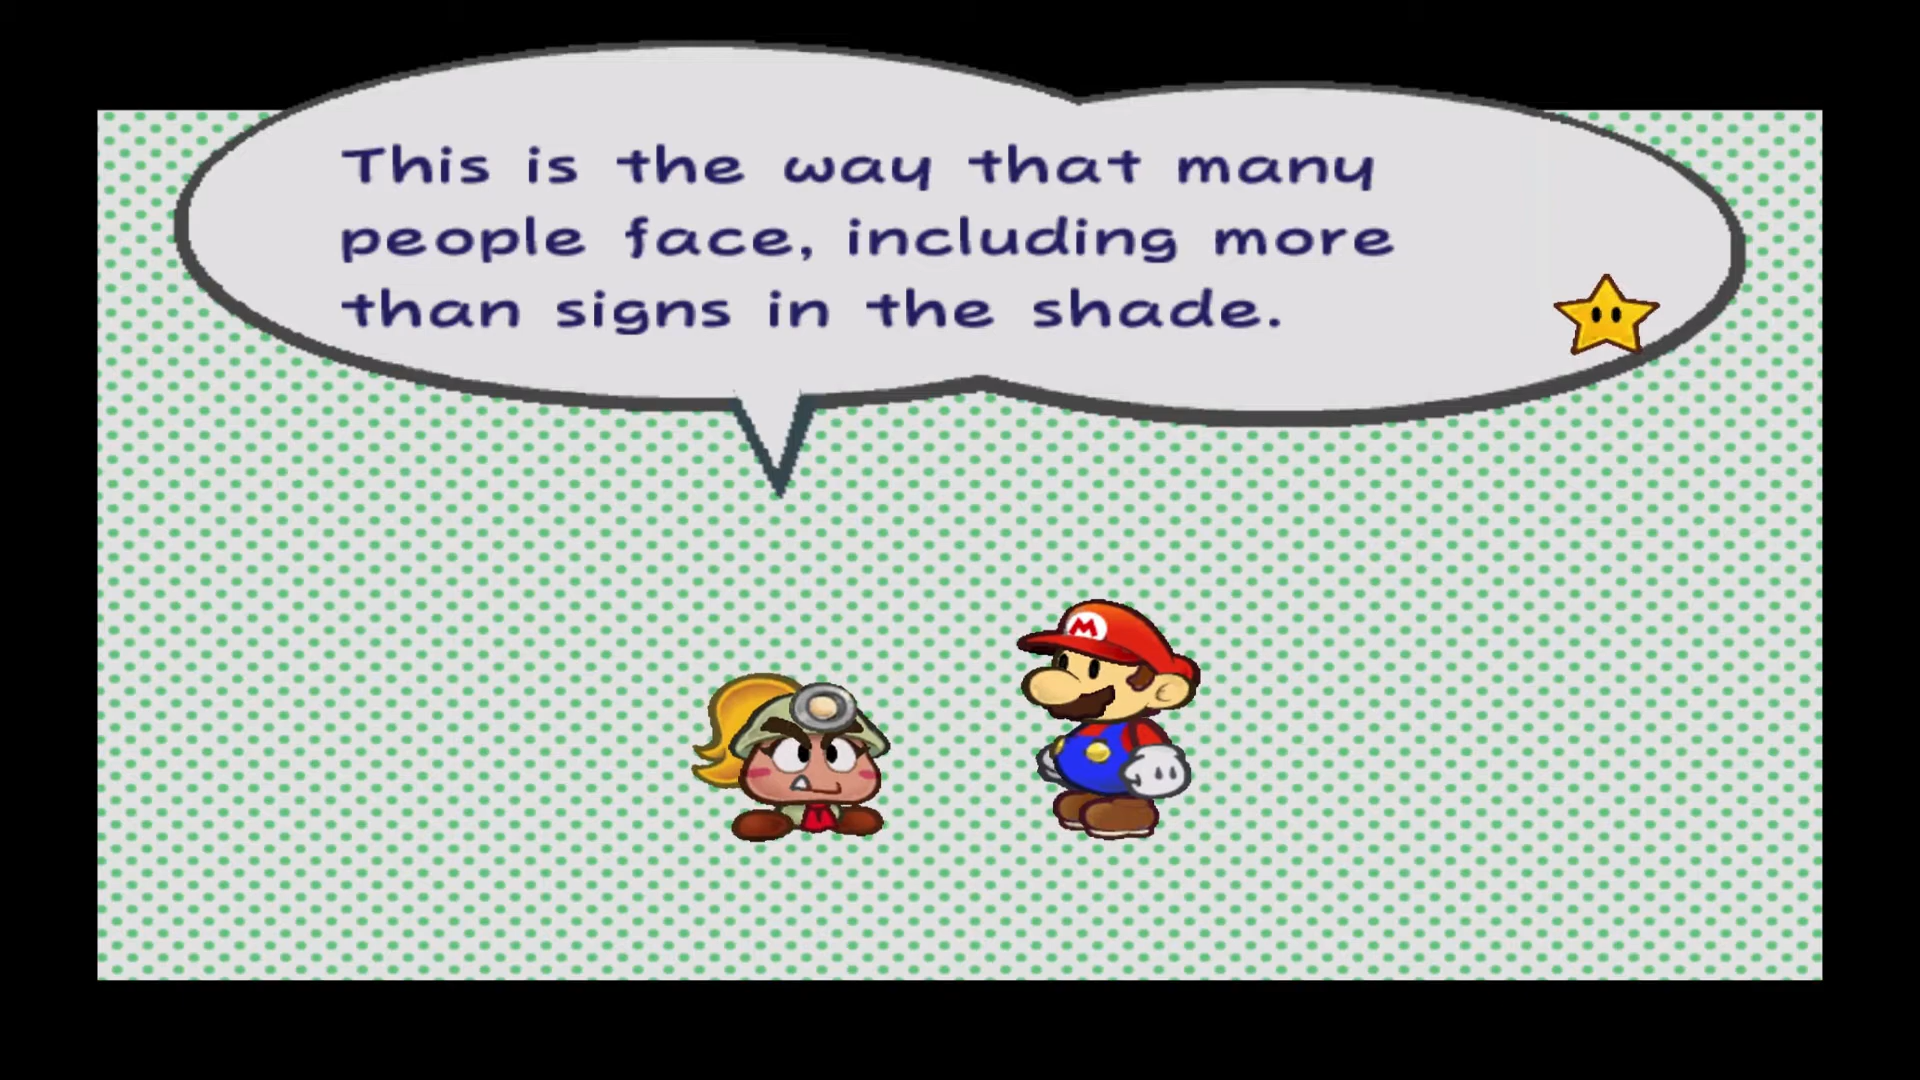 This is the way that many
people face, including more
than signs in the shade.
M